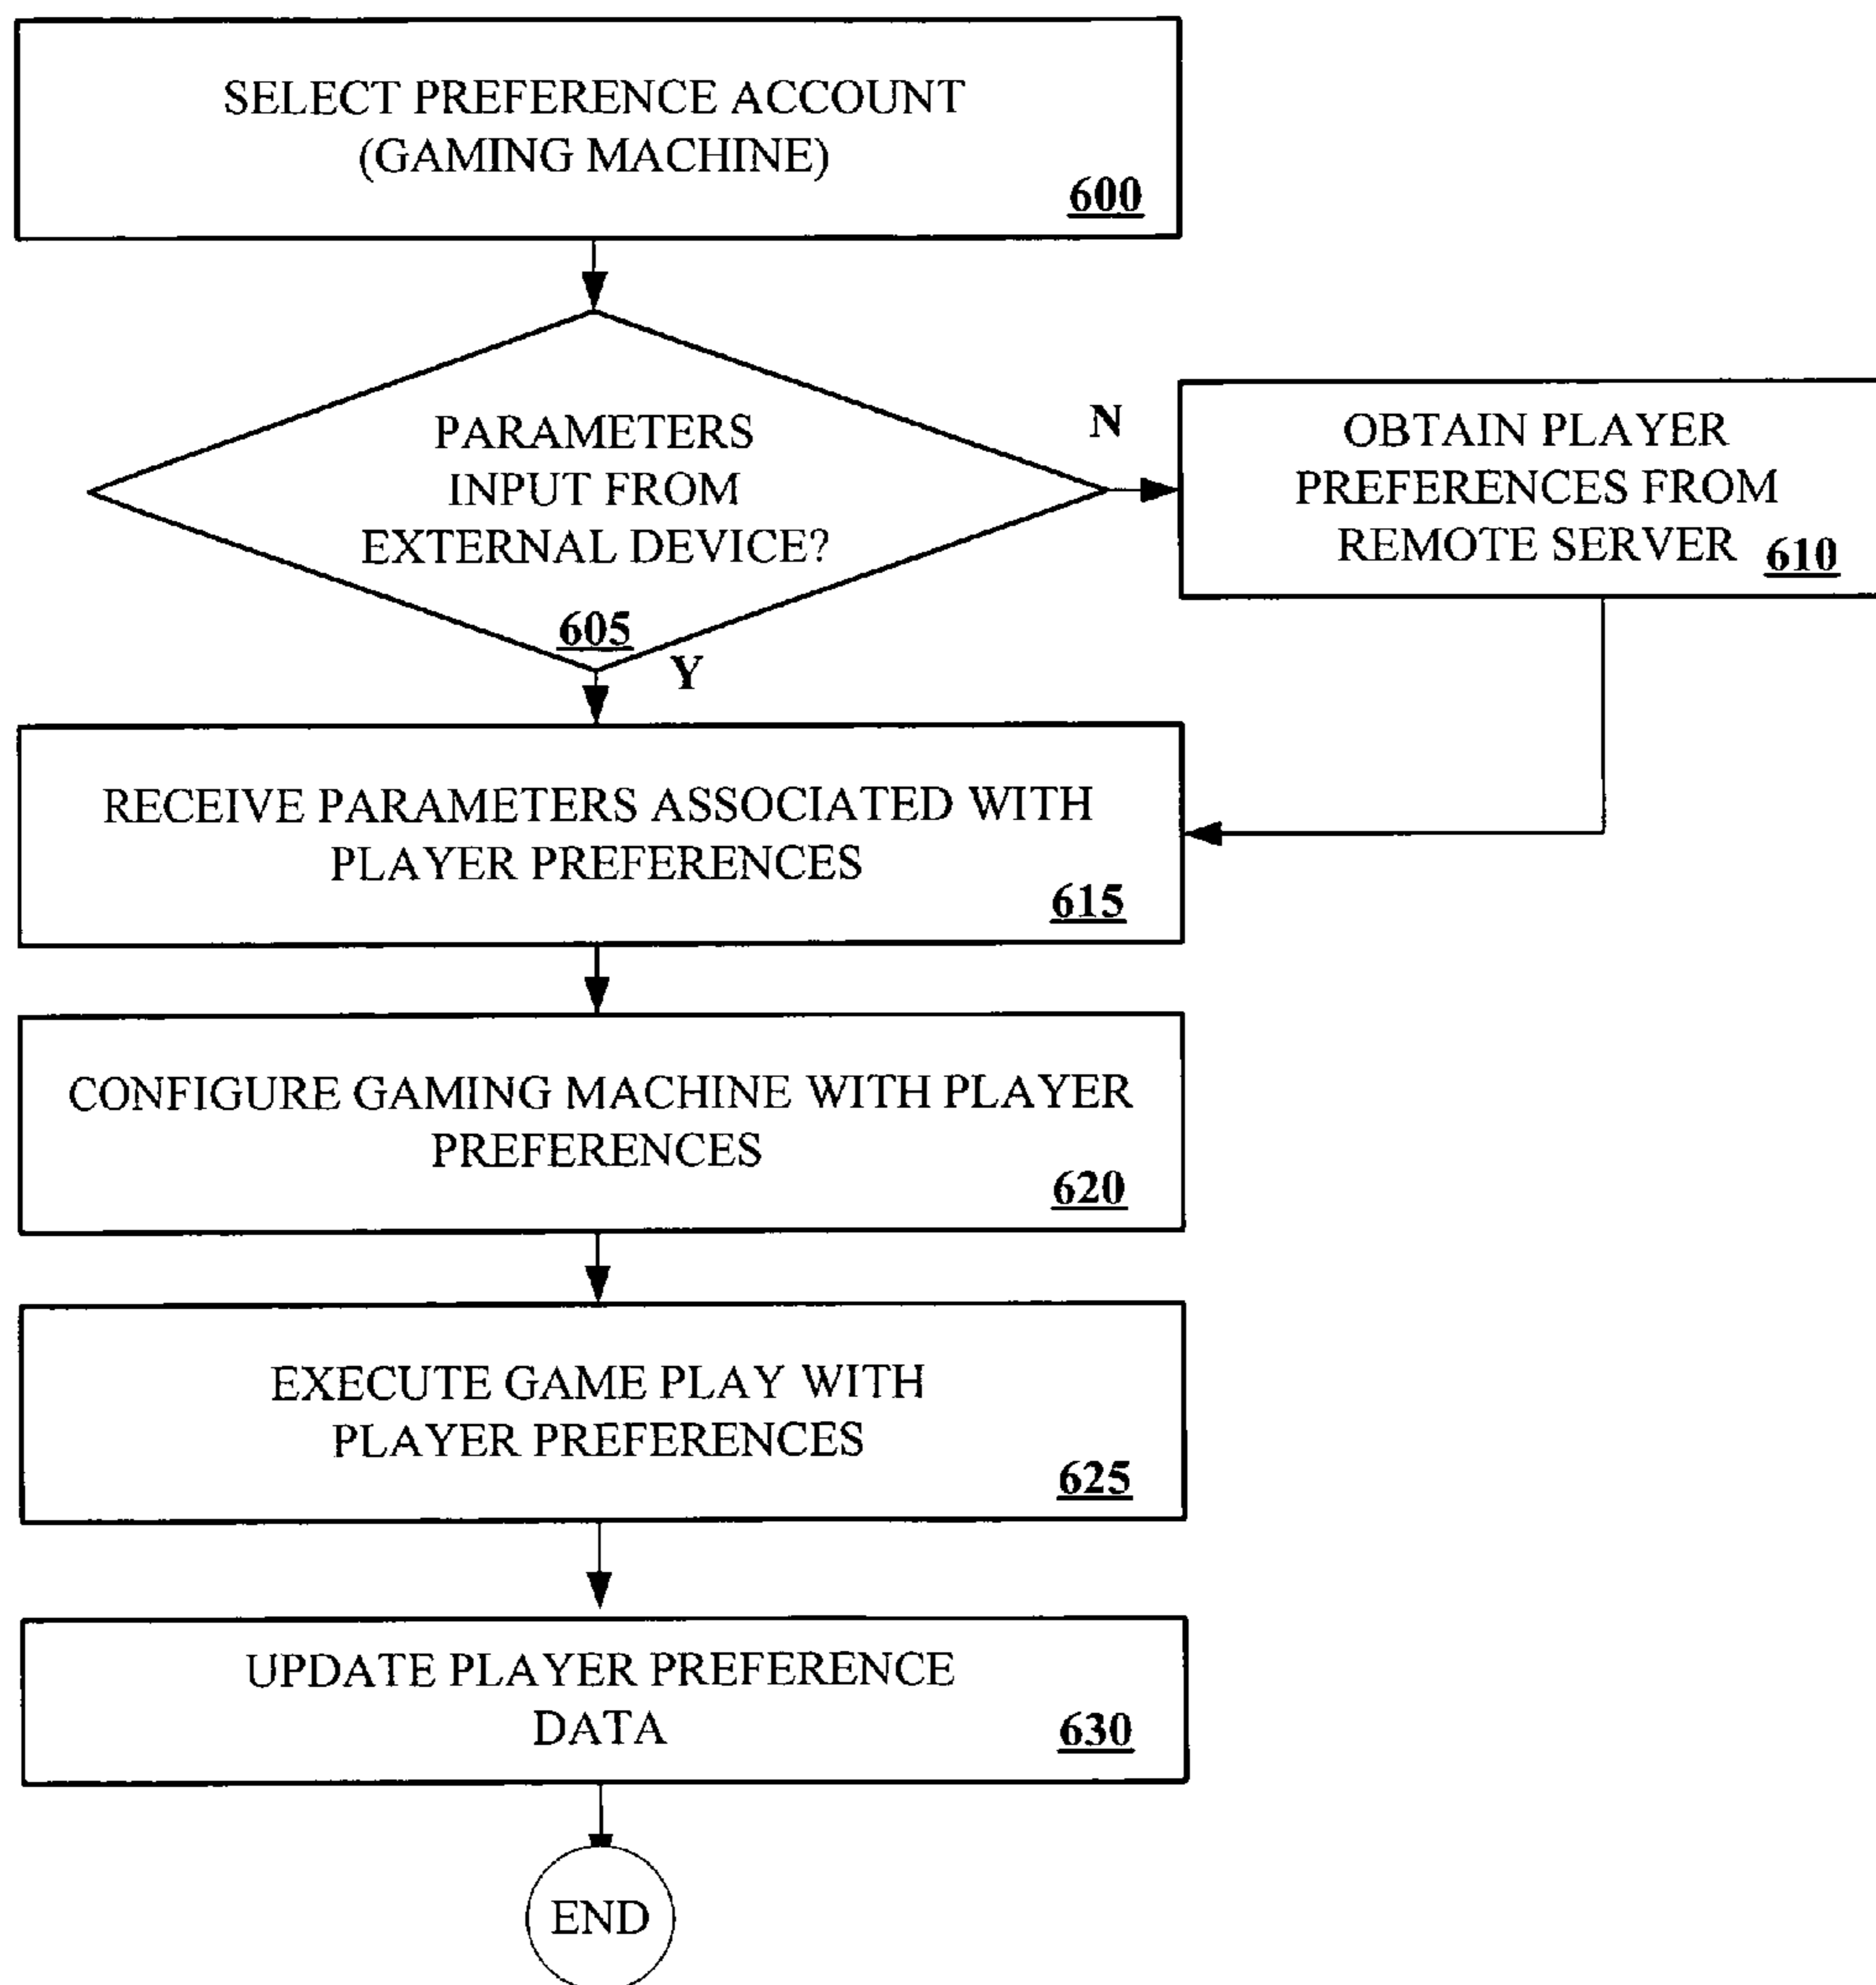 SELECT PREFERENCE ACCOUNT
(GAMING MACHINE)
600
PARAMETERS
INPUT FROM
EXTERNAL DEVICE?
605
N
OBTAIN PLAYER
PREFERENCES FROM
REMOTE SERVER
610
Y
RECEIVE PARAMETERS ASSOCIATED WITH
PLAYER PREFERENCES
615
CONFIGURE GAMING MACHINE WITH PLAYER
PREFERENCES
620
EXECUTE GAME PLAY WITH
PLAYER PREFERENCES
625
UPDATE PLAYER PREFERENCE
DATA
630
END